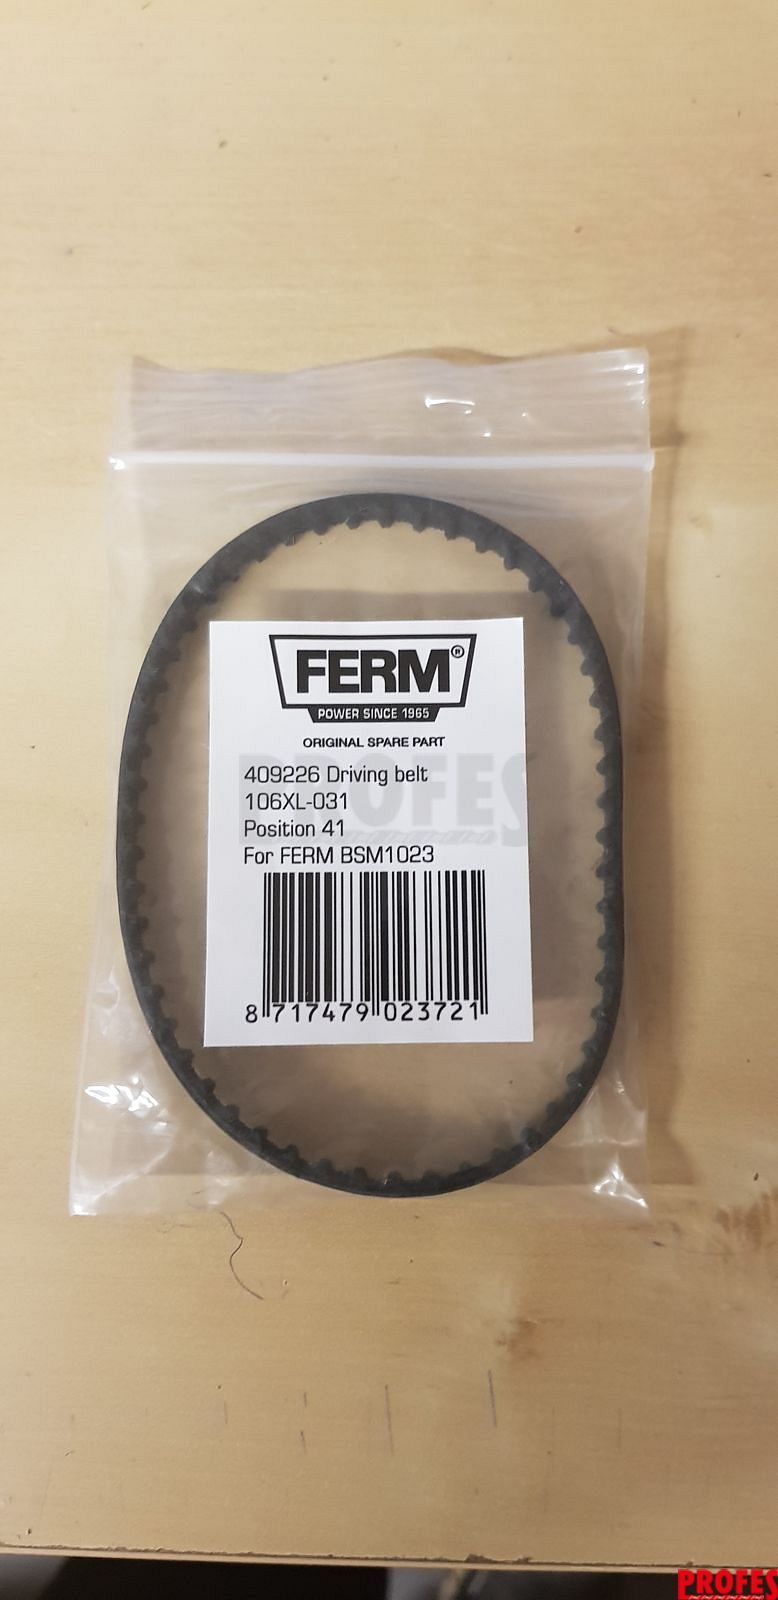 FERM®
POWER SINCE 1965
ORIGINAL SPARE PART
409226 Driving belt
106XL-031
Position 41
For FERM BSM1023
8 717479 023721
PROFES
PROFES